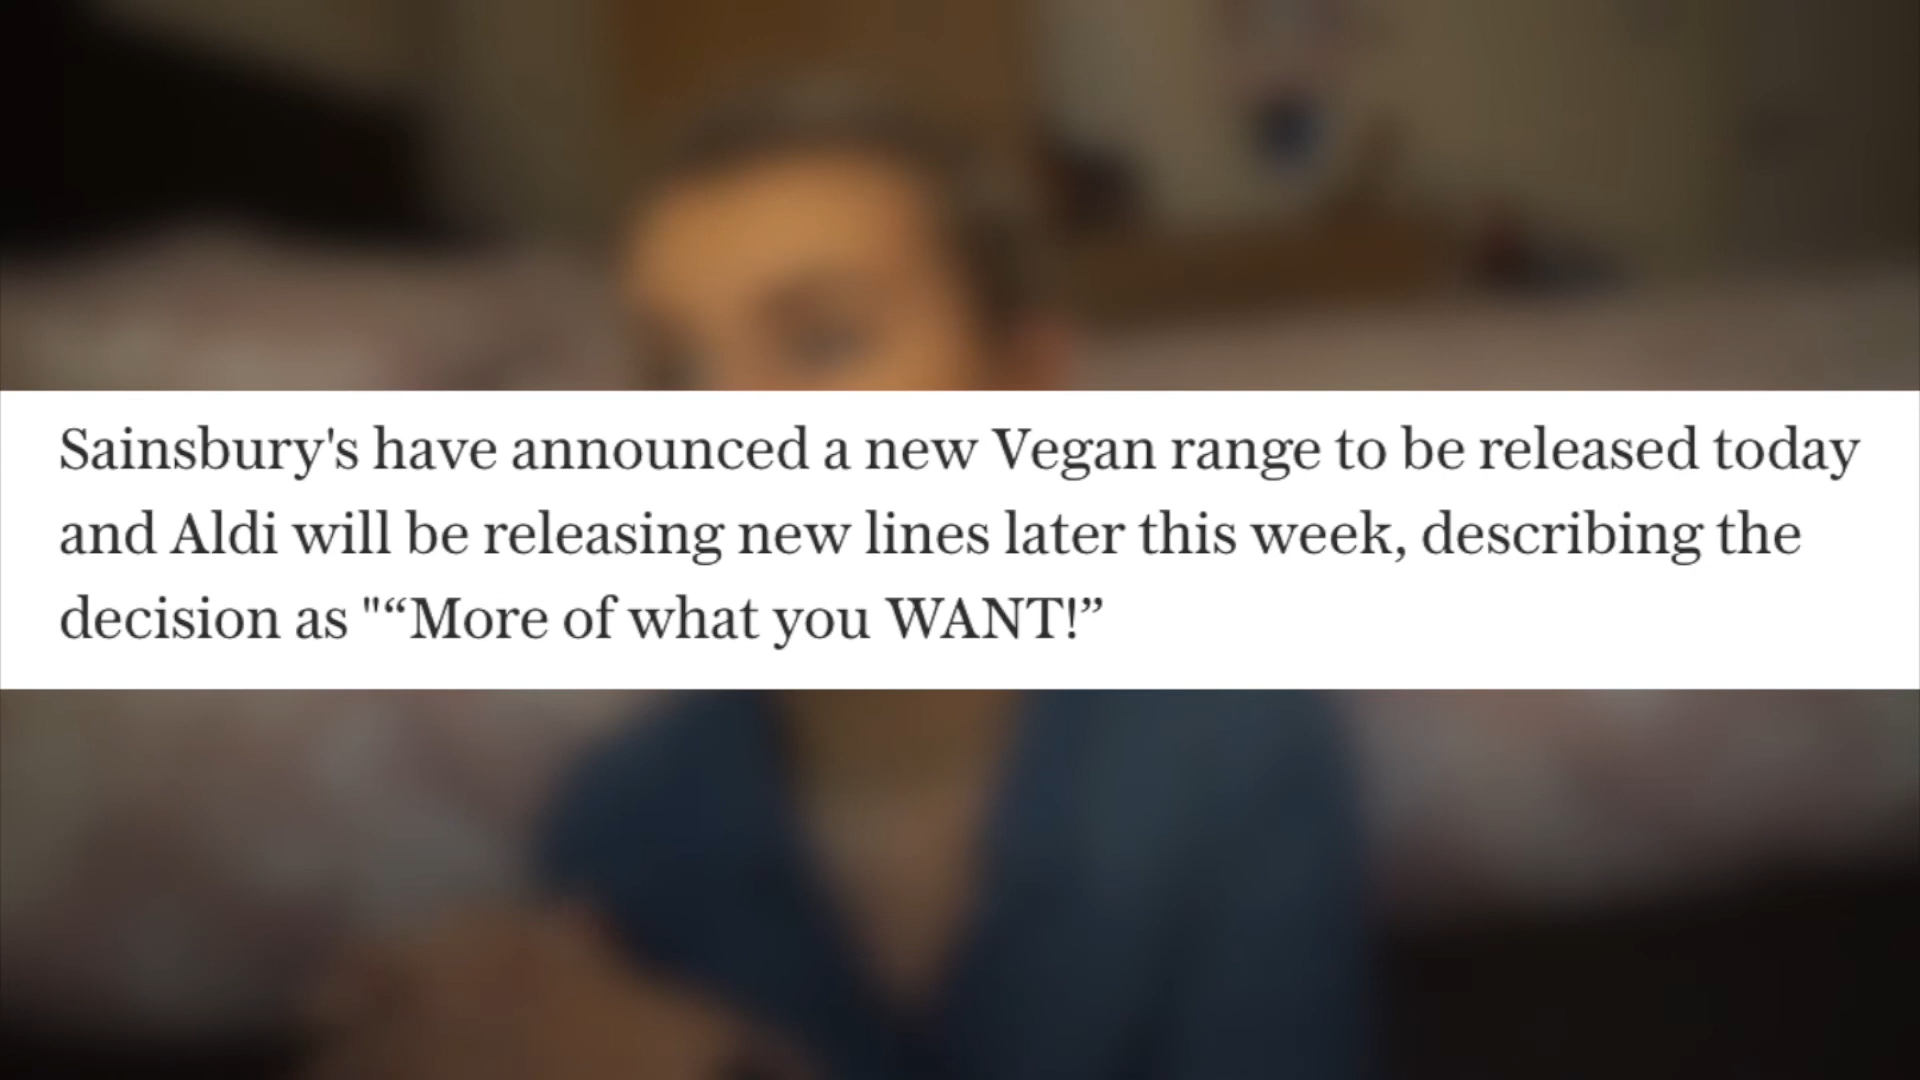 Sainsbury's have announced a new Vegan range to be released today
and Aldi will be releasing new lines later this week, describing the
decision as "“More of what you WANT!”